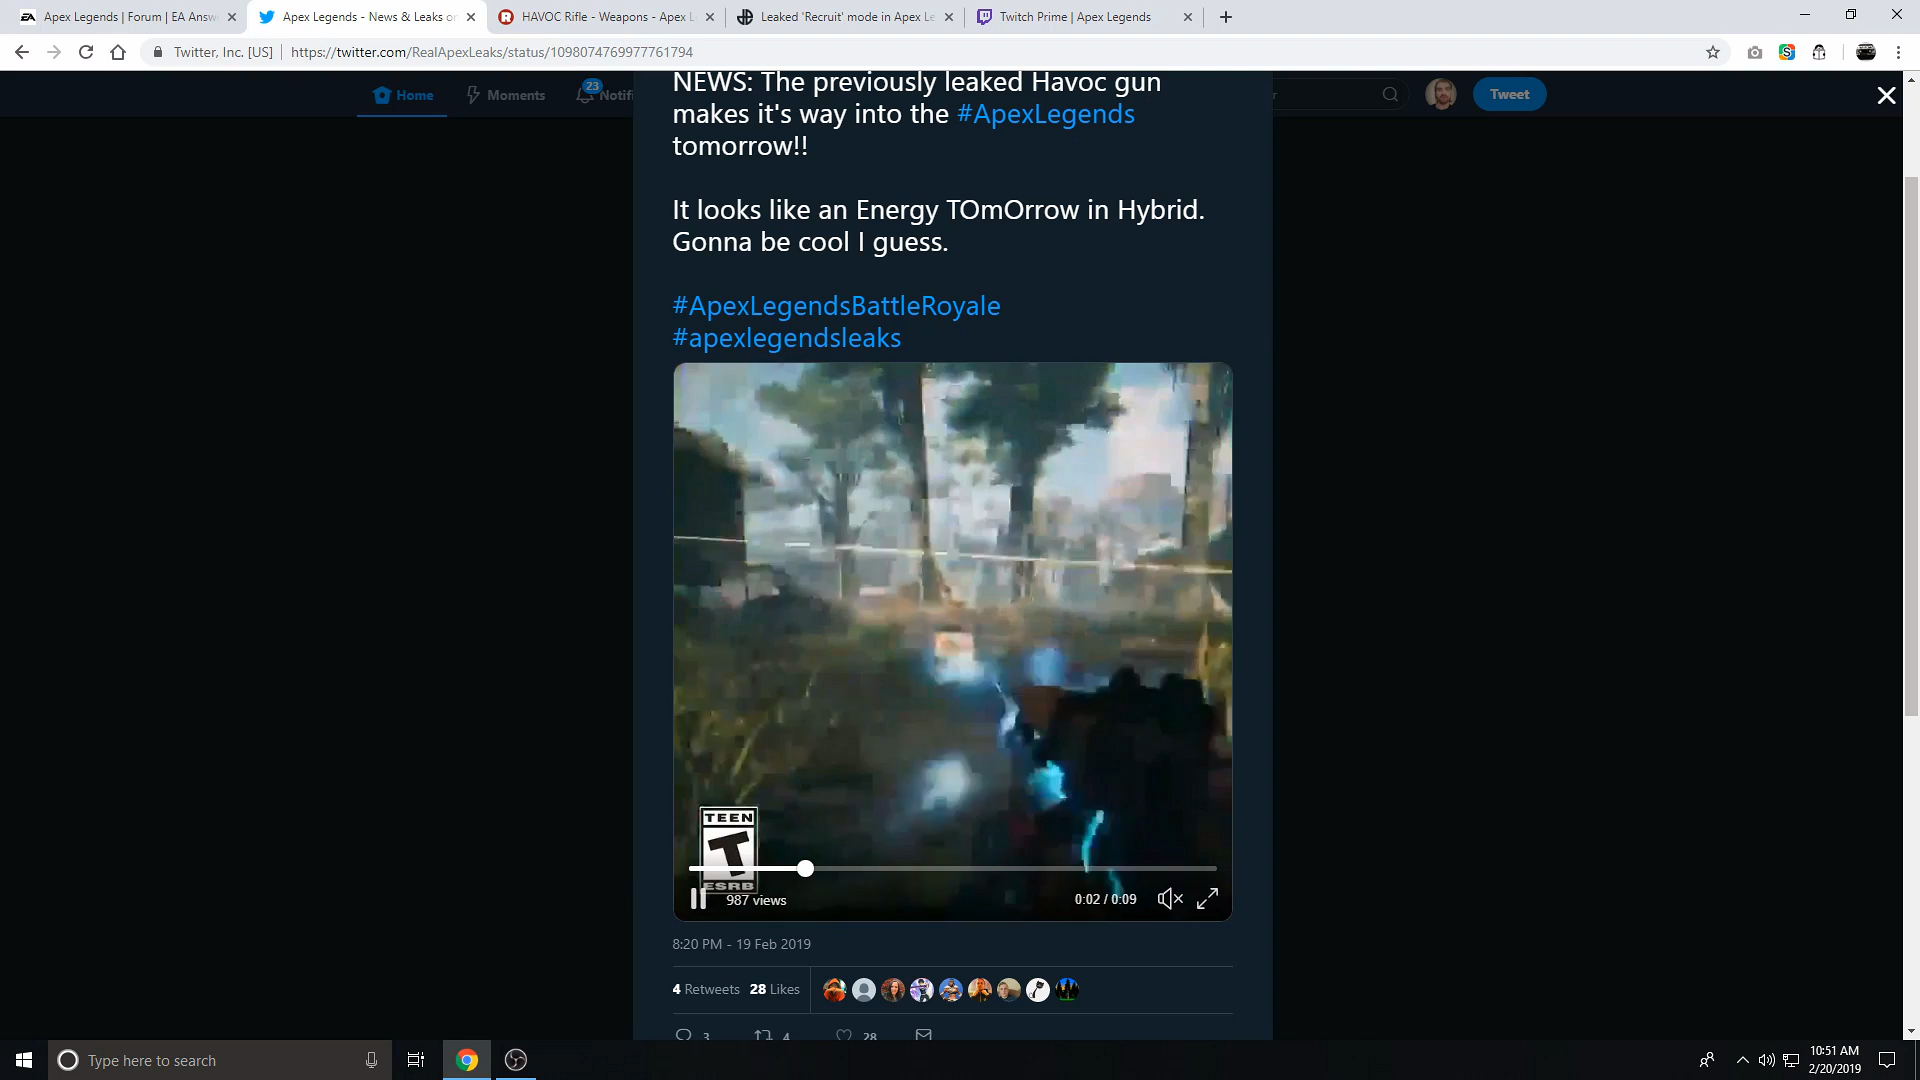 Apex Legends | Forum | EA Answ
Apex Legends - News & Leaks on
HAVOC Rifle - Weapons - Apex L
Leaked 'Recruit' mode in Apex Le
Twitch Prime | Apex Legends
Twitter, Inc. [US] | https://twitter.com/RealApexLeaks/status/1098074769977761794
Home
Moments
23
Notifi
r
Tweet
NEWS: The previously leaked Havoc gun
makes it's way into the #ApexLegends
tomorrow!!
It looks like an Energy TOmOrrow in Hybrid.
Gonna be cool I guess.
#ApexLegendsBattleRoyale
#apexlegendsleaks
TEEN
T
ESRB
987 views
0:02 / 0:09
8:20 PM - 19 Feb 2019
4 Retweets 28 Likes
3 4 28
Type here to search
10:51 AM
2/20/2019